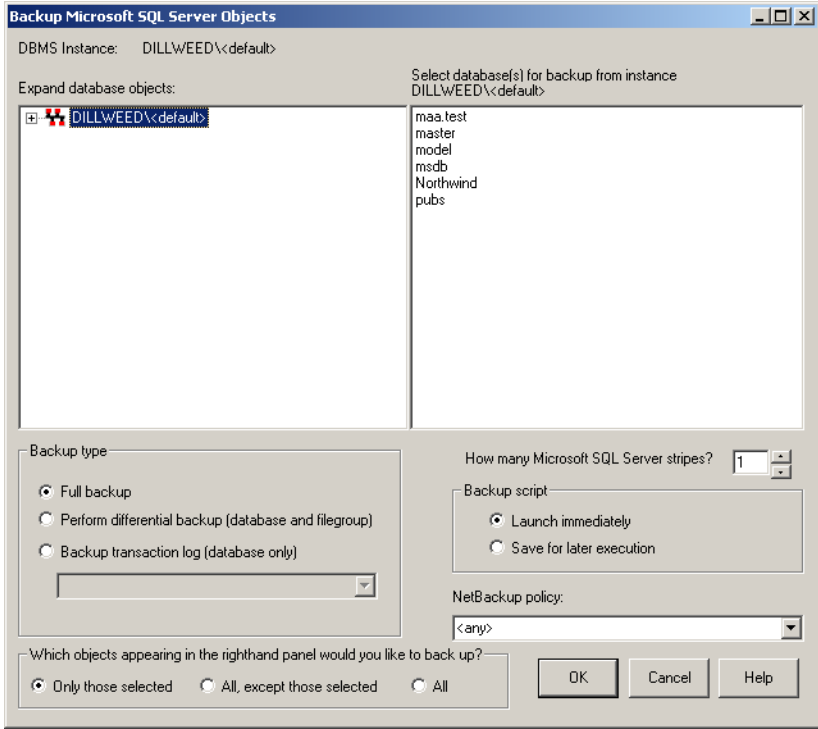 Backup Microsoft SQL Server Objects
DBMS Instance: DILLWEED\<default>
Expand database objects:
Select database(s) for backup from instance
DILLWEED\<default>
DILLWEED\<default>
maa.test
master
model
msdb
Northwind
pubs
Backup type
Full backup
Perform differential backup (database and filegroup)
Backup transaction log (database only)
How many Microsoft SQL Server stripes? 1
Backup script
Launch immediately
Save for later execution
NetBackup policy:
<any>
Which objects appearing in the righthand panel would you like to back up?
Only those selected All, except those selected All
OK Cancel Help